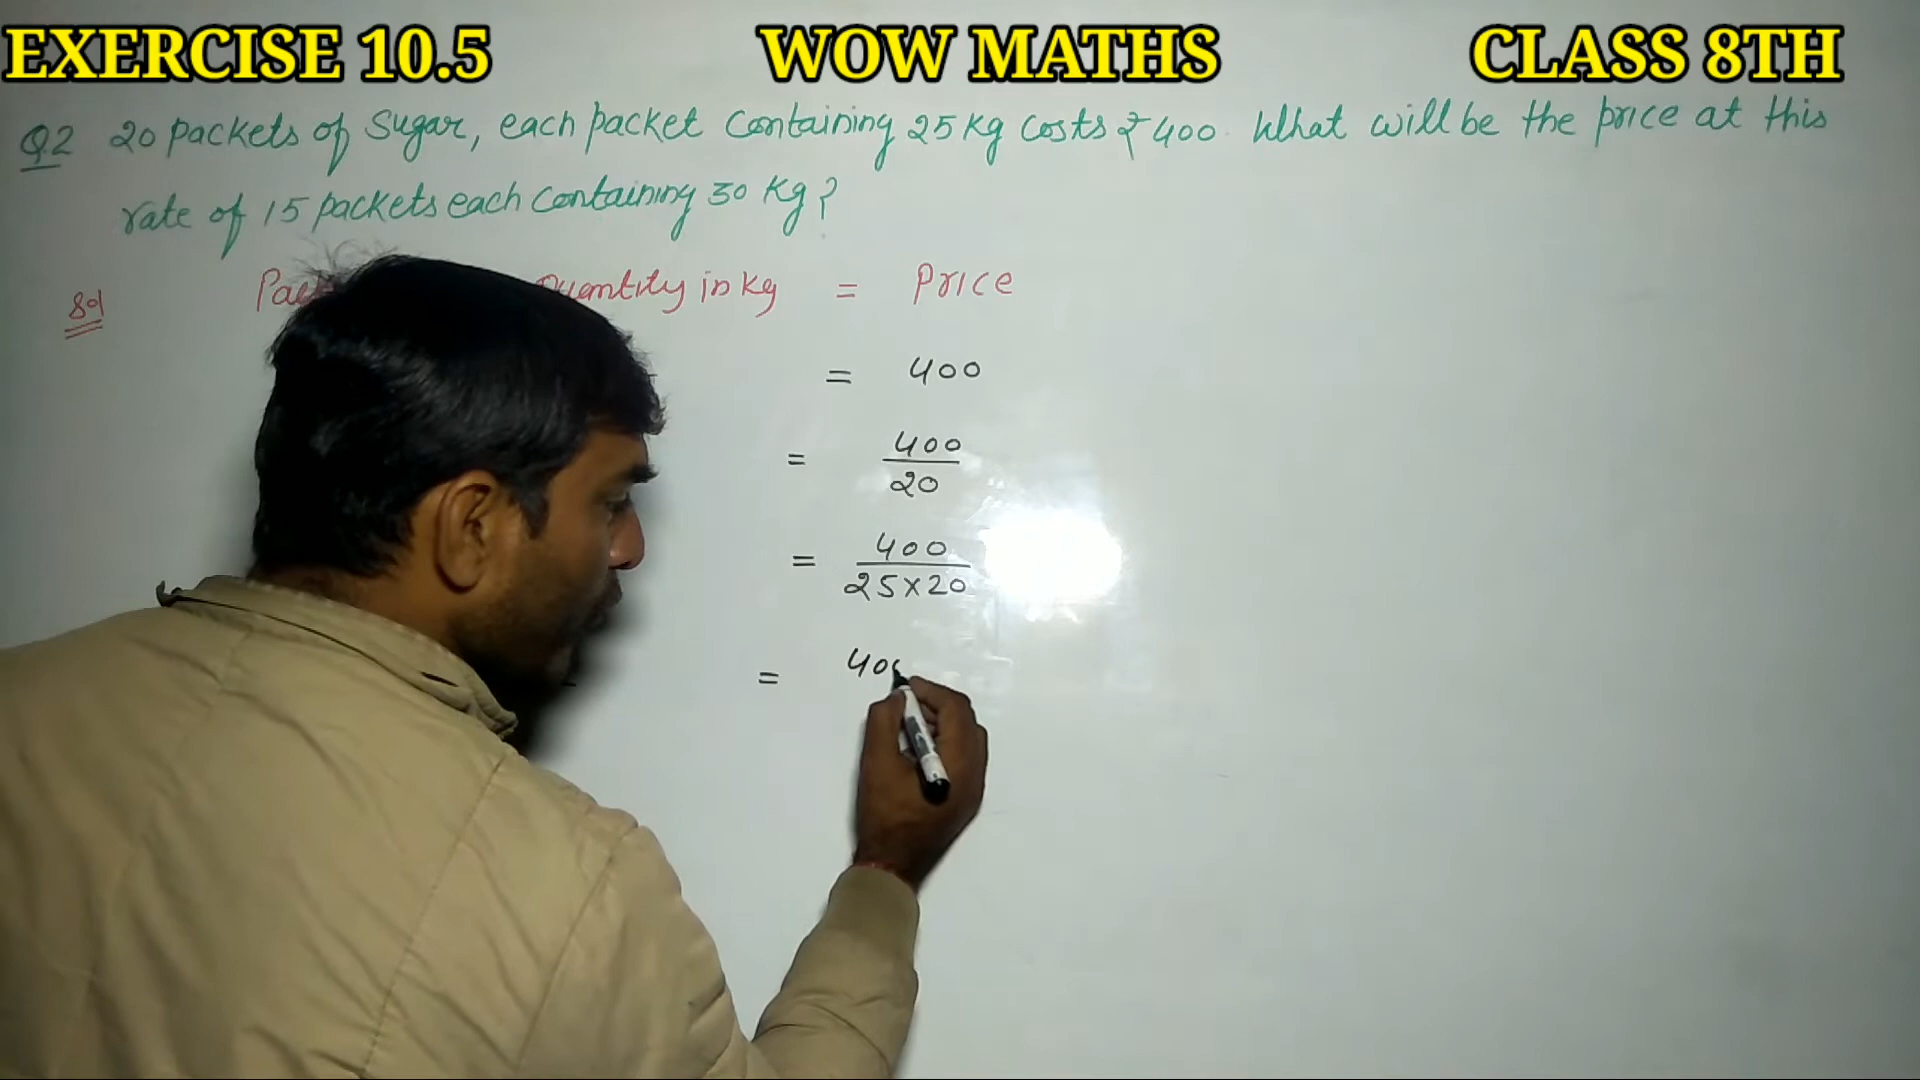 EXERCISE 10.5 WOW MATHS CLASS 8TH
Q2 20 packets of Sugar, each packet containing 25 kg costs ₹ 400. What will be the price at this
rate of 15 packets each containing 30 kg?
Sol Quantity in kg = Price
= 400
= 400/20
= 400/25×20
= 400